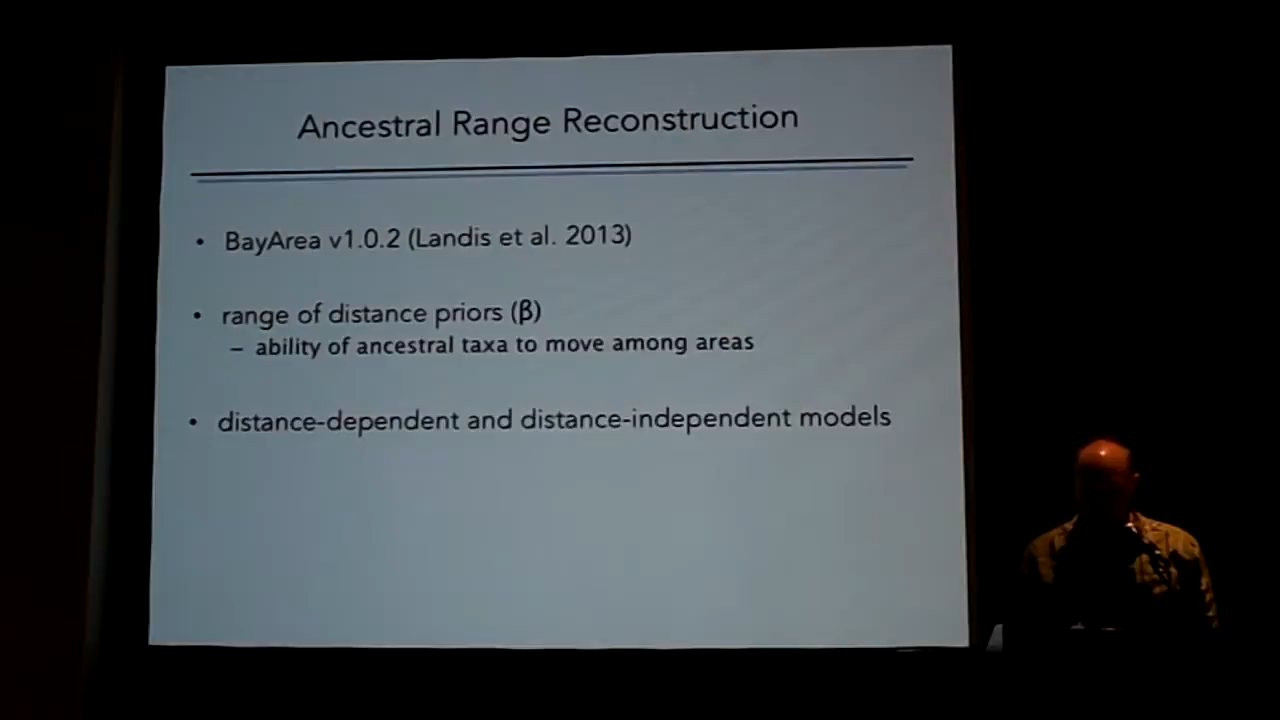 Ancestral Range Reconstruction
• BayArea v1.0.2 (Landis et al. 2013)
• range of distance priors (β)
– ability of ancestral taxa to move among areas
• distance-dependent and distance-independent models